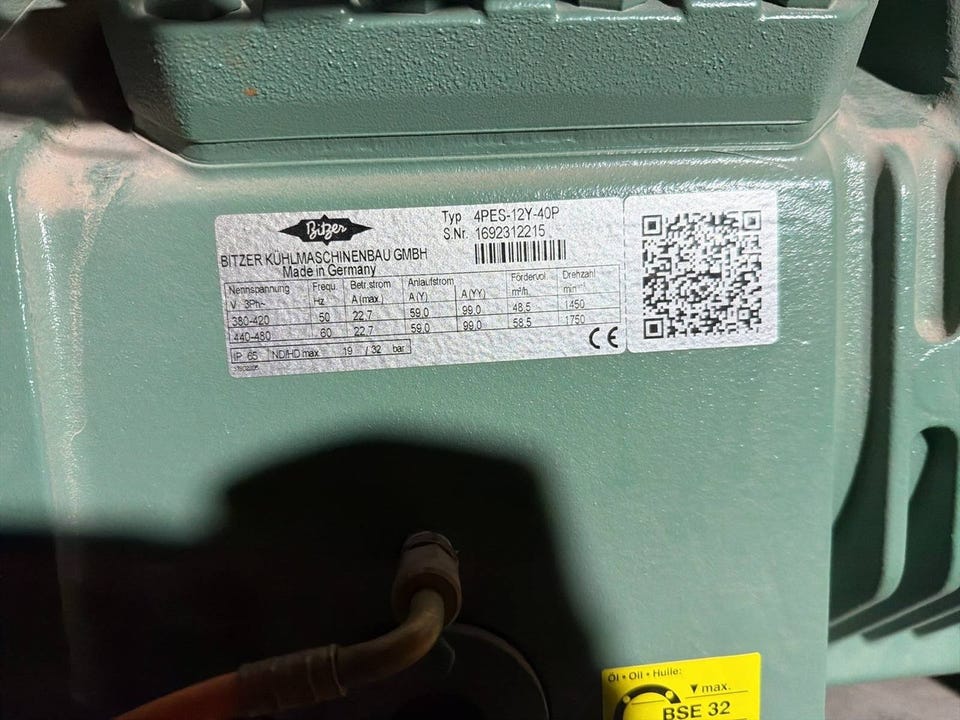 Bitzer
BITZER KÜHLMASCHINENBAU GMBH
Made in Germany
Typ 4PES-12Y-40P
S.Nr. 1692312215
Nennspannung Frequ. Betr.strom Anlaufstrom Fördervol Drehzahl
V 3Ph~ Hz A (max.) A (Y) A (YY) m³/h. min⁻¹
380-420 50 22.7 59.0 99.0 48.5 1450
440-480 60 22.7 59.0 99.0 58.5 1750
IP 65 ND/HD max. 19 / 32 bar
CE
Öl • Oil • Huile:
▼max.
BSE 32